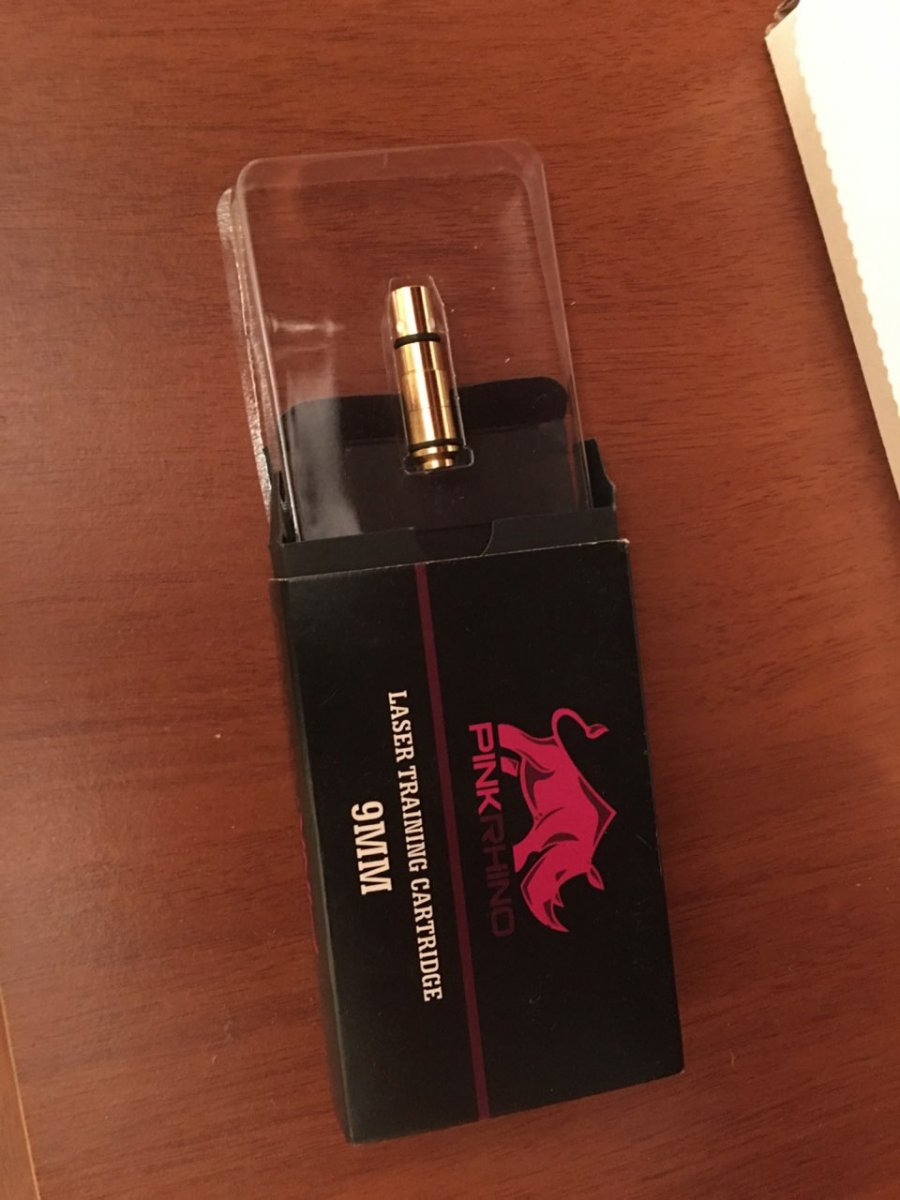 PINKRHINO
LASER TRAINING CARTRIDGE
9MM